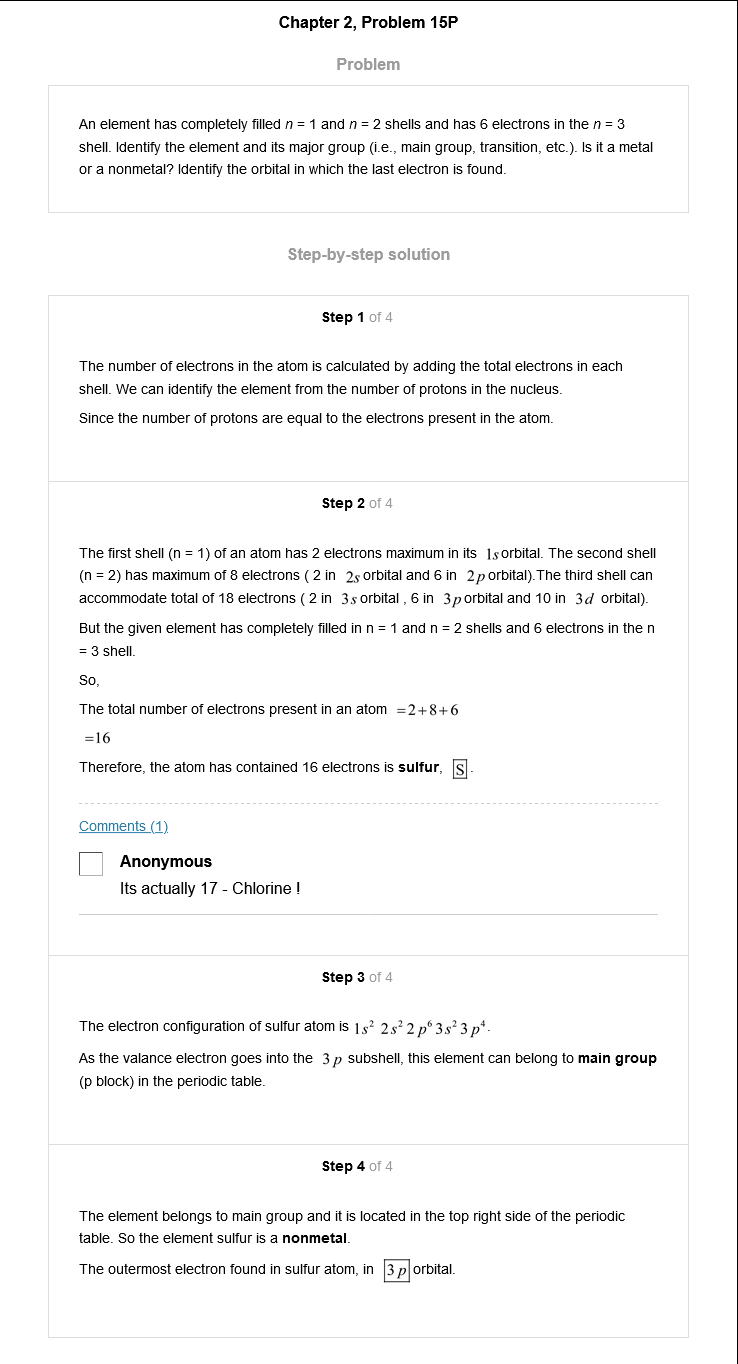 Chapter 2, Problem 15P
Problem
An element has completely filled n = 1 and n = 2 shells and has 6 electrons in the n = 3
shell. Identify the element and its major group (i.e., main group, transition, etc.). Is it a metal
or a nonmetal? Identify the orbital in which the last electron is found.
Step-by-step solution
Step 1 of 4
The number of electrons in the atom is calculated by adding the total electrons in each
shell. We can identify the element from the number of protons in the nucleus.
Since the number of protons are equal to the electrons present in the atom.
Step 2 of 4
The first shell (n = 1) of an atom has 2 electrons maximum in its 1s orbital. The second shell
(n = 2) has maximum of 8 electrons ( 2 in 2s orbital and 6 in 2p orbital).The third shell can
accommodate total of 18 electrons ( 2 in 3s orbital , 6 in 3p orbital and 10 in 3d orbital).
But the given element has completely filled in n = 1 and n = 2 shells and 6 electrons in the n
= 3 shell.
So,
The total number of electrons present in an atom =2+8+6
=16
Therefore, the atom has contained 16 electrons is sulfur, S.
Comments (1)
Anonymous
Its actually 17 - Chlorine !
Step 3 of 4
The electron configuration of sulfur atom is 1s² 2s² 2p⁶ 3s² 3p⁴.
As the valance electron goes into the 3p subshell, this element can belong to main group
(p block) in the periodic table.
Step 4 of 4
The element belongs to main group and it is located in the top right side of the periodic
table. So the element sulfur is a nonmetal.
The outermost electron found in sulfur atom, in 3p orbital.